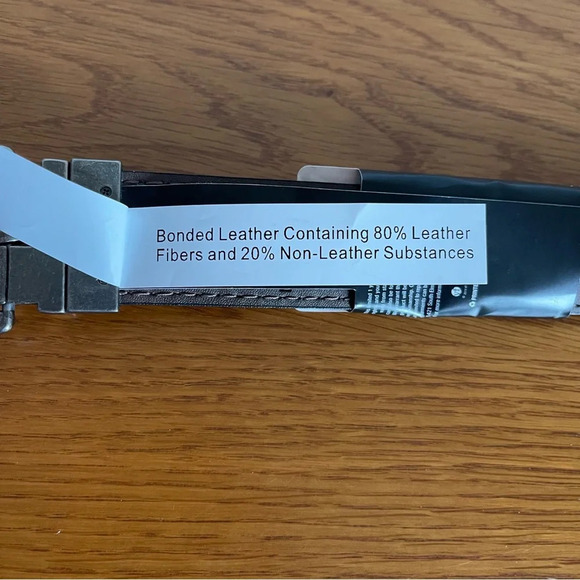 Bonded Leather Containing 80% Leather
Fibers and 20% Non-Leather Substances